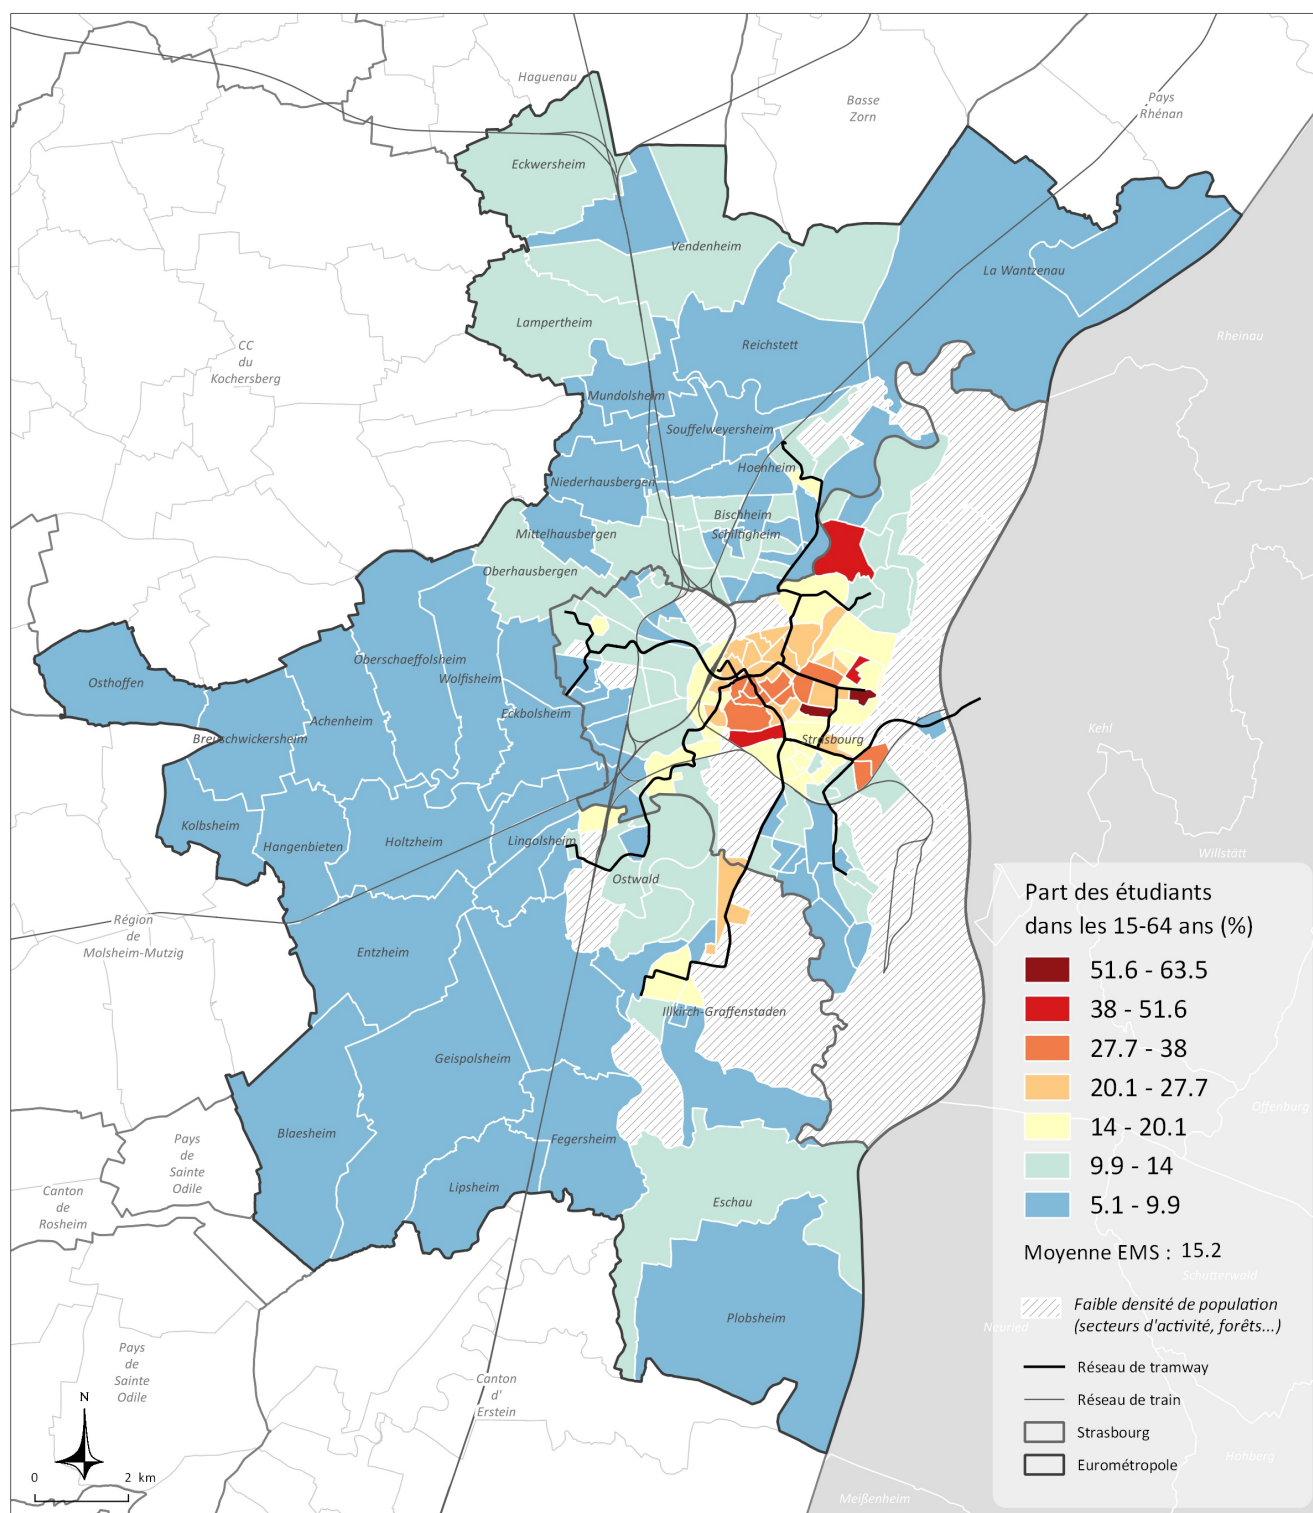 Haguenau
Basse
Zorn
Pays
Rhénan
Eckwersheim
Vendenheim
La Wantzenau
Lampertheim
Rheinau
CC
du
Kochersberg
Reichstett
Mundolsheim
Souffelweyersheim
Hoenheim
Niederhausbergen
Bischheim
Mittelhausbergen
Schiltigheim
Oberhausbergen
Oberschaeffolsheim
Wolfisheim
Osthoffen
Achenheim
Eckbolsheim
Breuschwickersheim
Strasbourg
Kehl
Kolbsheim
Hangenbieten
Holtzheim
Lingolsheim
Willstätt
Ostwald
Région
de
Molsheim-Mutzig
Entzheim
Illkirch-Graffenstaden
Geispolsheim
Offenburg
Blaesheim
Fegersheim
Pays
de
Sainte
Odile
Lipsheim
Canton
de
Rosheim
Eschau
Schutterwald
Plobsheim
Neuried
Pays
de
Sainte
Odile
Canton
d'
Erstein
Hohberg
Meißenheim
N
0 2 km
Part des étudiants
dans les 15-64 ans (%)
51.6 - 63.5
38 - 51.6
27.7 - 38
20.1 - 27.7
14 - 20.1
9.9 - 14
5.1 - 9.9
Moyenne EMS : 15.2
Faible densité de population
(secteurs d'activité, forêts...)
Réseau de tramway
Réseau de train
Strasbourg
Eurométropole